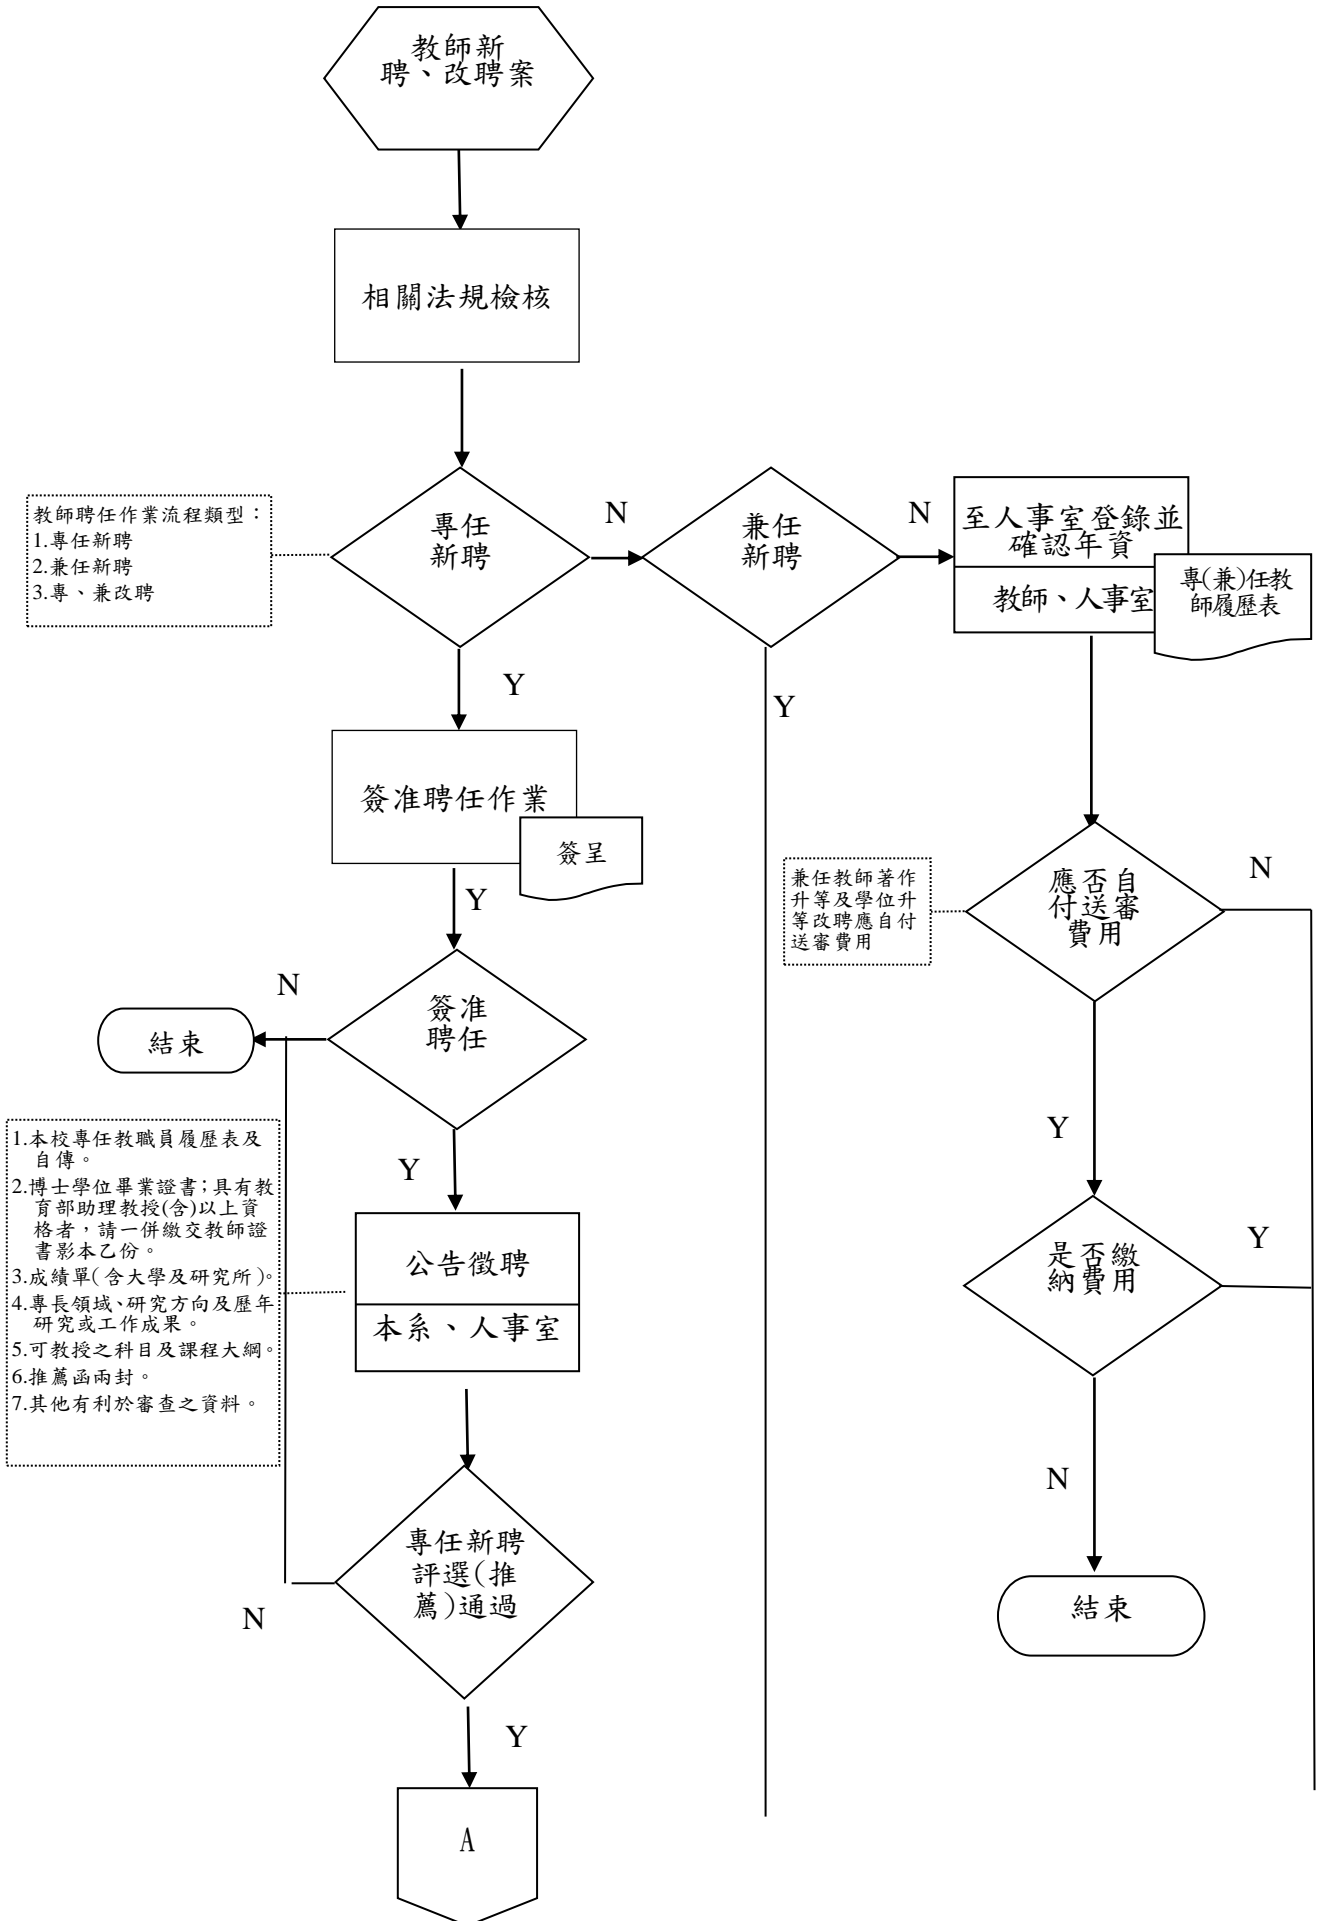 教師新
聘、改聘案
相關法規檢核
教師聘任作業流程類型：
1.專任新聘
2.兼任新聘
3.專、兼改聘
專任
新聘
N
兼任
新聘
N
至人事室登錄並
確認年資
教師、人事室
專(兼)任教
師履歷表
Y
Y
簽准聘任作業
簽呈
Y
兼任教師著作
升等及學位升
等改聘應自付
送審費用
應否自
付送審
費用
N
N
簽准
聘任
結束
Y
Y
1.本校專任教職員履歷表及
自傳。
2.博士學位畢業證書；具有教
育部助理教授(含)以上資
格者，請一併繳交教師證
書影本乙份。
3.成績單(含大學及研究所)。
4.專長領域、研究方向及歷年
研究或工作成果。
5.可教授之科目及課程大綱。
6.推薦函兩封。
7.其他有利於審查之資料。
公告徵聘
本系、人事室
是否繳
納費用
Y
N
專任新聘
評選(推
薦)通過
N
結束
Y
A